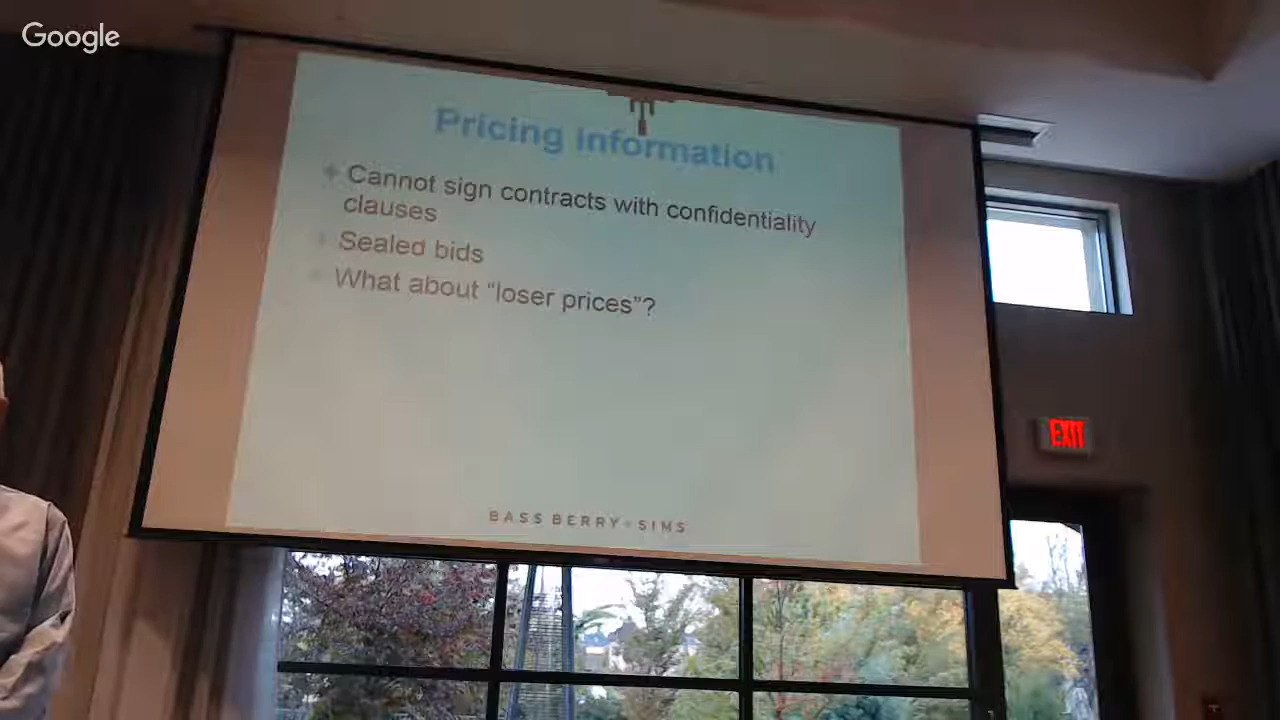 Google
Pricing Information
Cannot sign contracts with confidentiality
clauses
Sealed bids
What about “loser prices”?
BASS BERRY + SIMS
EXIT